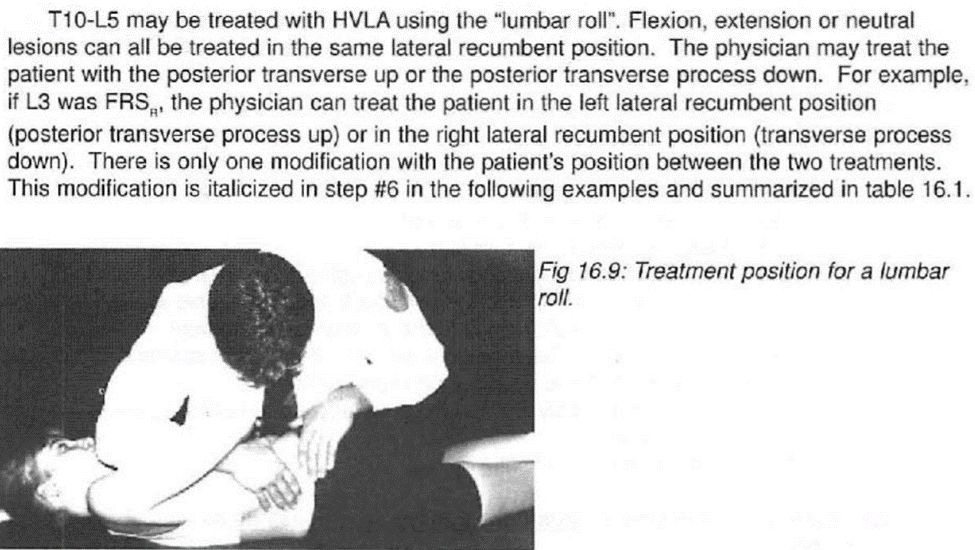 T10-L5 may be treated with HVLA using the “lumbar roll”. Flexion, extension or neutral
lesions can all be treated in the same lateral recumbent position. The physician may treat the
patient with the posterior transverse up or the posterior transverse process down. For example,
if L3 was FRSR, the physician can treat the patient in the left lateral recumbent position
(posterior transverse process up) or in the right lateral recumbent position (transverse process
down). There is only one modification with the patient's position between the two treatments.
This modification is italicized in step #6 in the following examples and summarized in table 16.1.
Fig 16.9: Treatment position for a lumbar
roll.